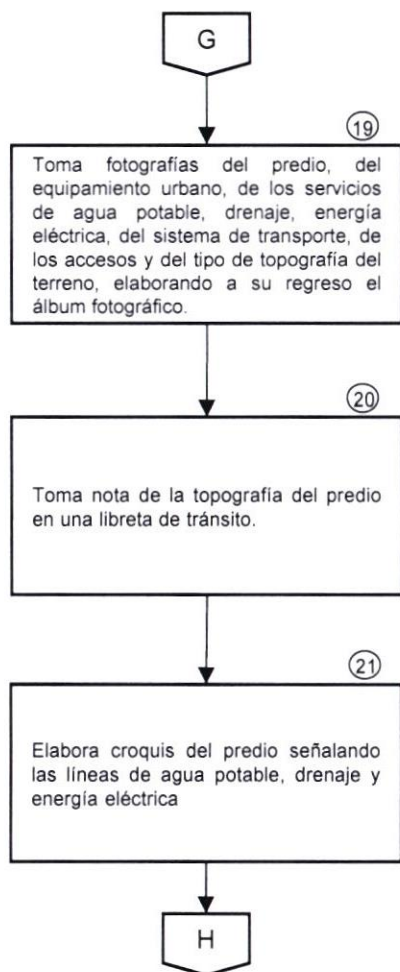 G
19
Toma fotografías del predio, del
equipamiento urbano, de los servicios
de agua potable, drenaje, energía
eléctrica, del sistema de transporte, de
los accesos y del tipo de topografía del
terreno, elaborando a su regreso el
álbum fotográfico.
20
Toma nota de la topografía del predio
en una libreta de tránsito.
21
Elabora croquis del predio señalando
las líneas de agua potable, drenaje y
energía eléctrica
H